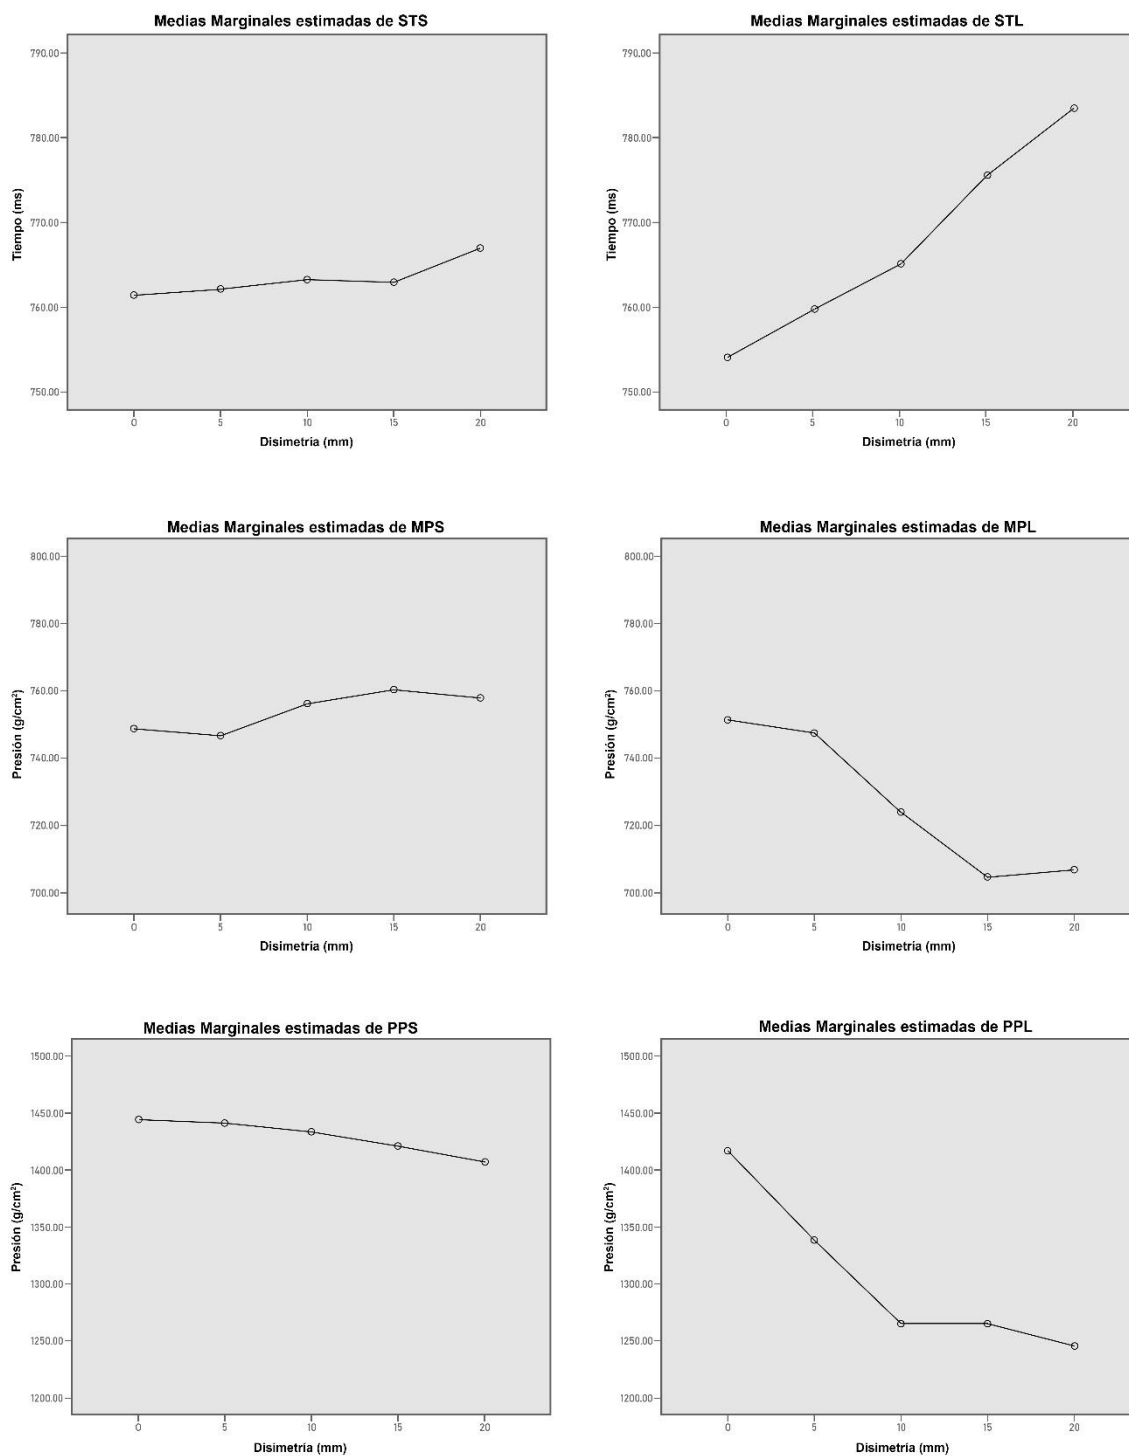 Medias Marginales estimadas de STS
790.00
780.00
770.00
760.00
750.00
Tiempo (ms)
0 5 10 15 20
Disimetría (mm)
Medias Marginales estimadas de STL
790.00
780.00
770.00
760.00
750.00
Tiempo (ms)
0 5 10 15 20
Disimetría (mm)
Medias Marginales estimadas de MPS
800.00
780.00
760.00
740.00
720.00
700.00
Presión (g/cm²)
0 5 10 15 20
Disimetría (mm)
Medias Marginales estimadas de MPL
800.00
780.00
760.00
740.00
720.00
700.00
Presión (g/cm²)
0 5 10 15 20
Disimetría (mm)
Medias Marginales estimadas de PPS
1500.00
1450.00
1400.00
1350.00
1300.00
1250.00
1200.00
Presión (g/cm²)
0 5 10 15 20
Disimetría (mm)
Medias Marginales estimadas de PPL
1500.00
1450.00
1400.00
1350.00
1300.00
1250.00
1200.00
Presión (g/cm²)
0 5 10 15 20
Disimetría (mm)